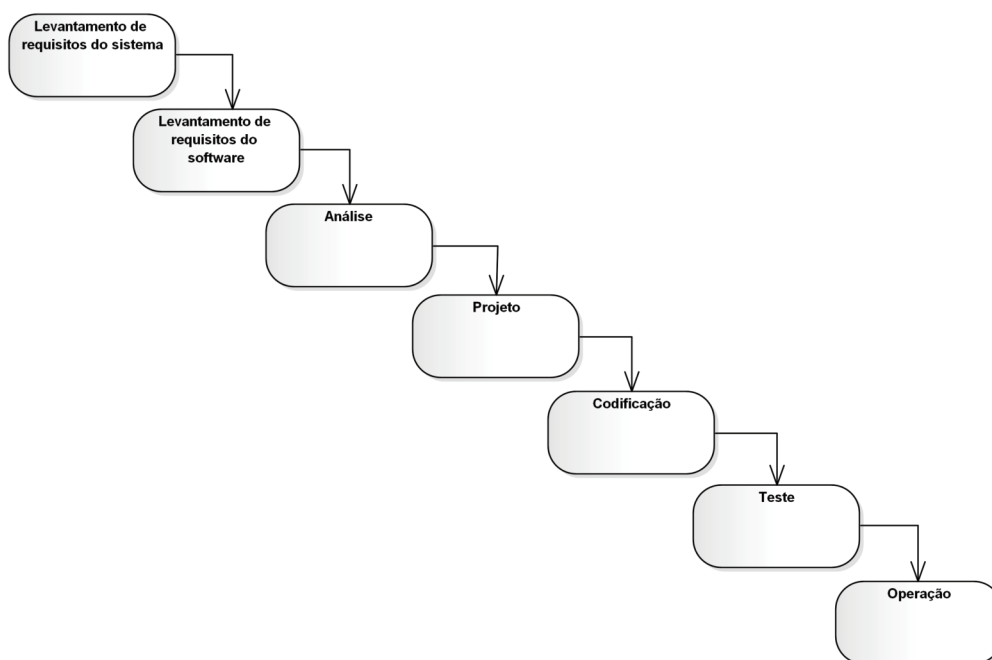 Levantamento de
requisitos do sistema
Levantamento de
requisitos do
software
Análise
Projeto
Codificação
Teste
Operação